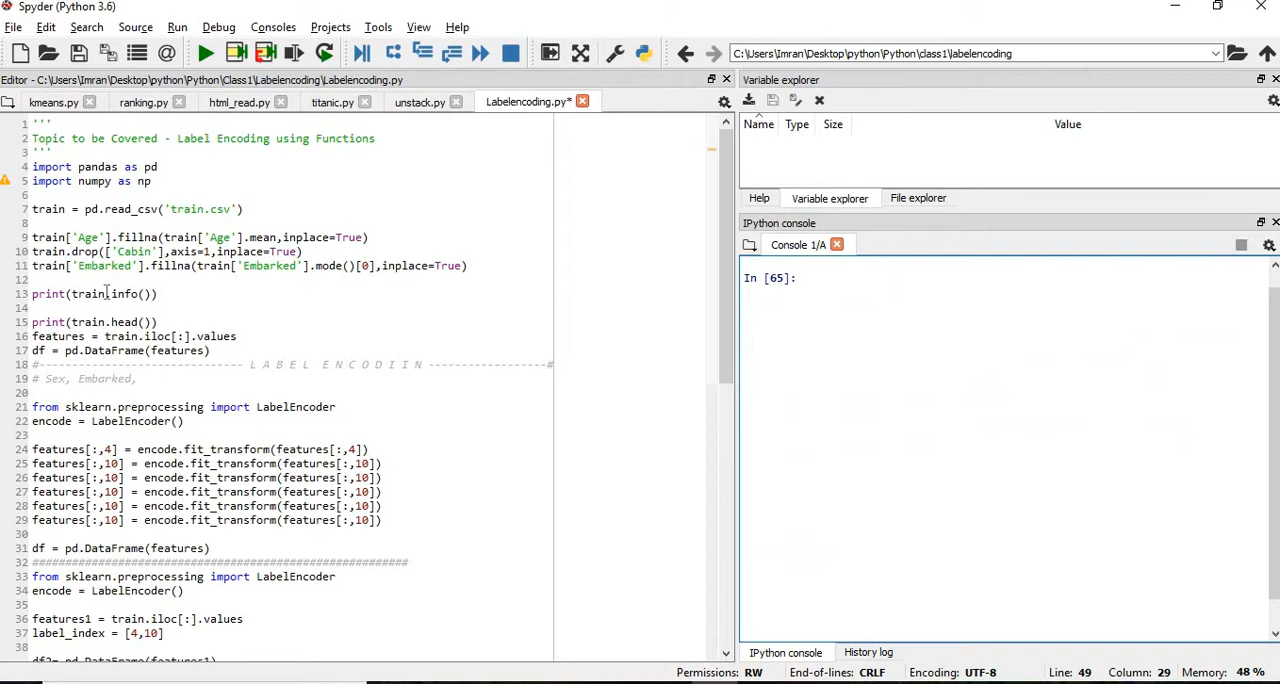 Spyder (Python 3.6)
File Edit Search Source Run Debug Consoles Projects Tools View Help
C:\Users\Imran\Desktop\python\Python\class1\labelencoding
Editor - C:\Users\Imran\Desktop\python\Python\Class1\Labelencoding\Labelencoding.py
kmeans.py ranking.py html_read.py titanic.py unstack.py Labelencoding.py*
1 '''
2 Topic to be Covered - Label Encoding using Functions
3 '''
4 import pandas as pd
5 import numpy as np
6
7 train = pd.read_csv('train.csv')
8
9 train['Age'].fillna(train['Age'].mean,inplace=True)
10 train.drop(['Cabin'],axis=1,inplace=True)
11 train['Embarked'].fillna(train['Embarked'].mode()[0],inplace=True)
12
13 print(train.info())
14
15 print(train.head())
16 features = train.iloc[:].values
17 df = pd.DataFrame(features)
18 #------------------------------- L A B E L  E N C O D I I N ------------------#
19 # Sex, Embarked,
20
21 from sklearn.preprocessing import LabelEncoder
22 encode = LabelEncoder()
23
24 features[:,4] = encode.fit_transform(features[:,4])
25 features[:,10] = encode.fit_transform(features[:,10])
26 features[:,10] = encode.fit_transform(features[:,10])
27 features[:,10] = encode.fit_transform(features[:,10])
28 features[:,10] = encode.fit_transform(features[:,10])
29 features[:,10] = encode.fit_transform(features[:,10])
30
31 df = pd.DataFrame(features)
32 #########################################################
33 from sklearn.preprocessing import LabelEncoder
34 encode = LabelEncoder()
35
36 features1 = train.iloc[:].values
37 label_index = [4,10]
38
df2= pd.DataFrame(features1)
Variable explorer
Name Type Size Value
Help Variable explorer File explorer
IPython console
Console 1/A
In [65]:
IPython console History log
Permissions: RW End-of-lines: CRLF Encoding: UTF-8 Line: 49 Column: 29 Memory: 48 %